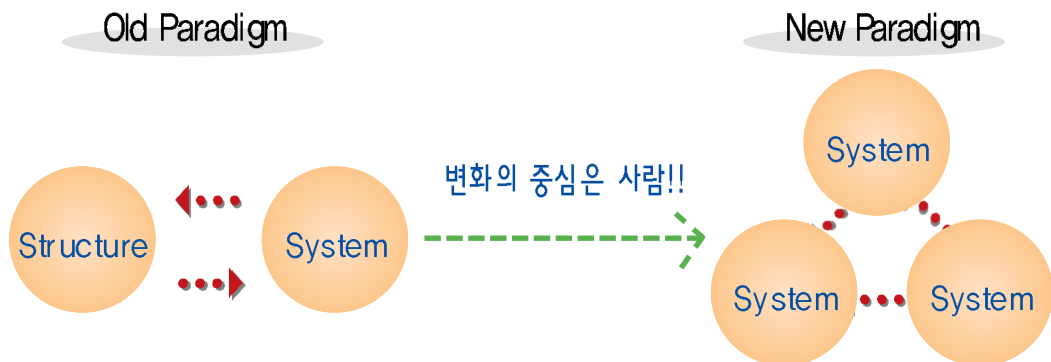 Old Paradigm
New Paradigm
Structure
System
변화의 중심은 사람!!
System
System
System